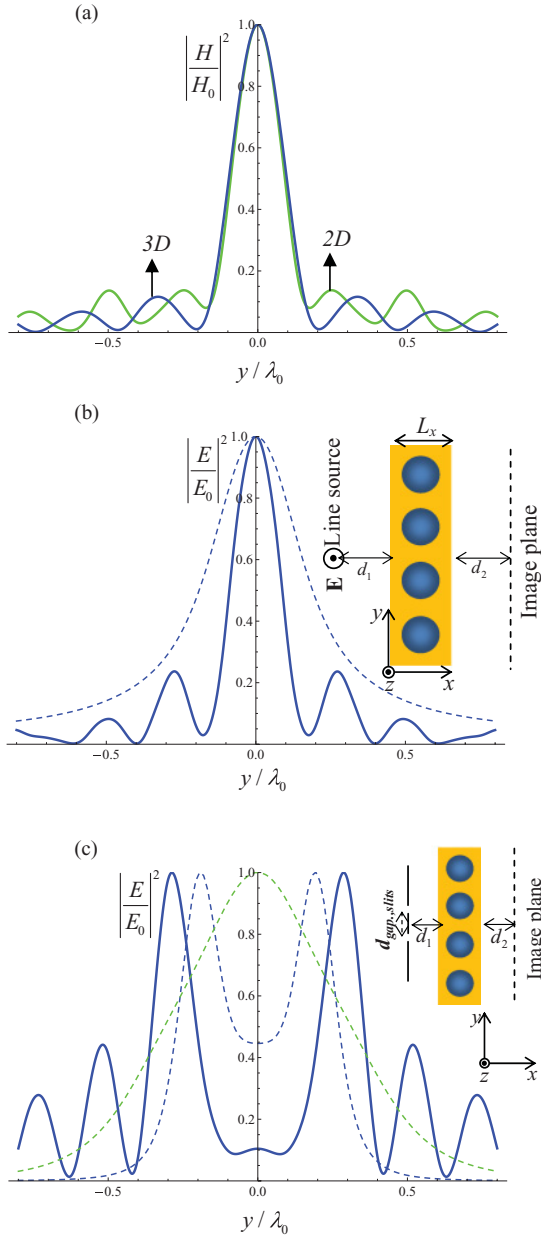 (a)
|H/H₀|²
1.0
0.8
0.6
0.4
0.2
3D
2D
−0.5
0.0
0.5
y / λ₀
(b)
|E/E₀|²
1.0
0.8
0.6
0.4
0.2
Lₓ
E
Line source
d₁
d₂
Image plane
y
z
x
−0.5
0.0
0.5
y / λ₀
(c)
|E/E₀|²
1.0
0.8
0.6
0.4
0.2
d gap,slits
d₁
d₂
Image plane
y
z
x
−0.5
0.0
0.5
y / λ₀